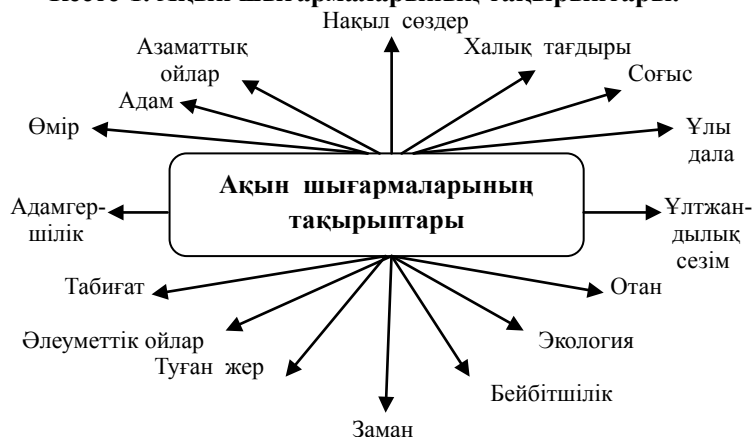 Нақыл сөздер
Азаматтық
ойлар
Халық тағдыры
Соғыс
Адам
Өмір
Ұлы
дала
Ақын шығармаларының
тақырыптары
Адамгер-
шілік
Ұлтжан-
дылық
сезім
Табиғат
Отан
Әлеуметтік ойлар
Экология
Туған жер
Бейбітшілік
Заман